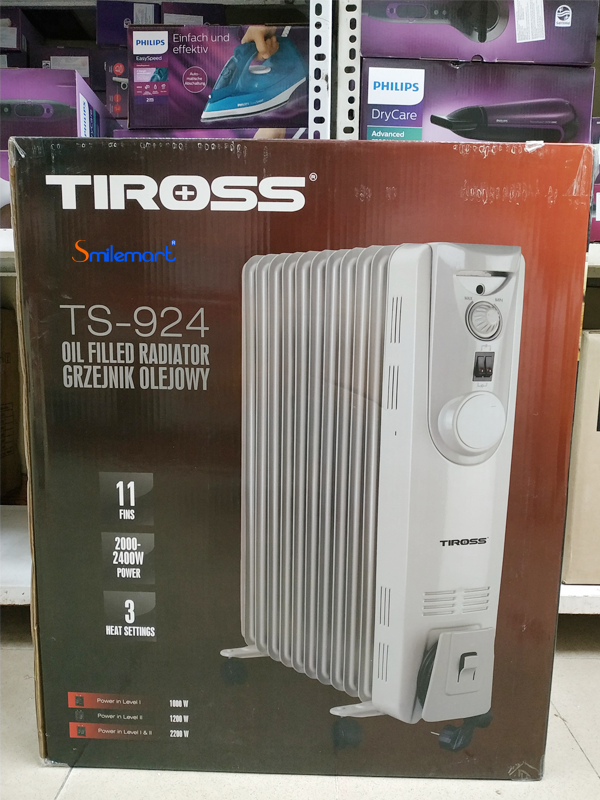 PHILIPS
EasySpeed
Einfach und
effektiv
2m
PHILIPS
DryCare
Advanced
TIROSS®
Smilemart
TS-924
OIL FILLED RADIATOR
GRZEJNIK OLEJOWY
11
FINS
2000-
2400W
POWER
3
HEAT SETTINGS
TIROSS
Power in Level I 1000 W
Power in Level II 1200 W
Power in Level I & II 2200 W